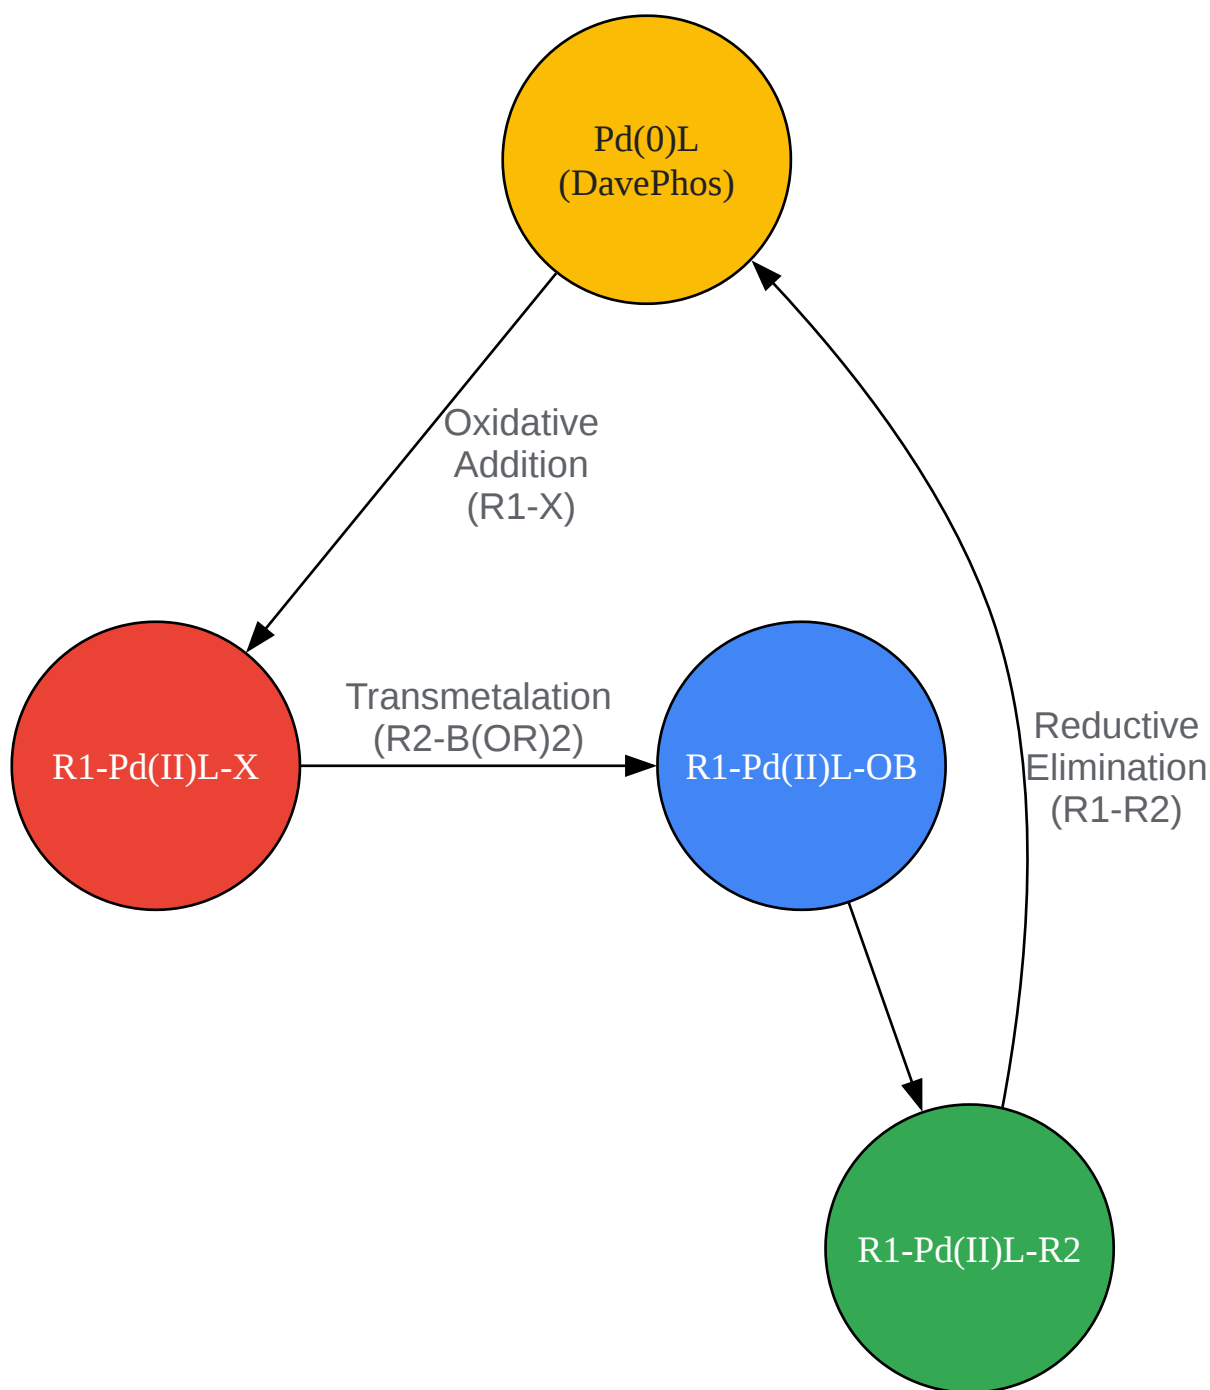 Pd(0)L
(DavePhos)
Oxidative
Addition
(R1-X)
Transmetalation
(R2-B(OR)2)
R1-Pd(II)L-X
R1-Pd(II)L-OB
Reductive
Elimination
(R1-R2)
R1-Pd(II)L-R2